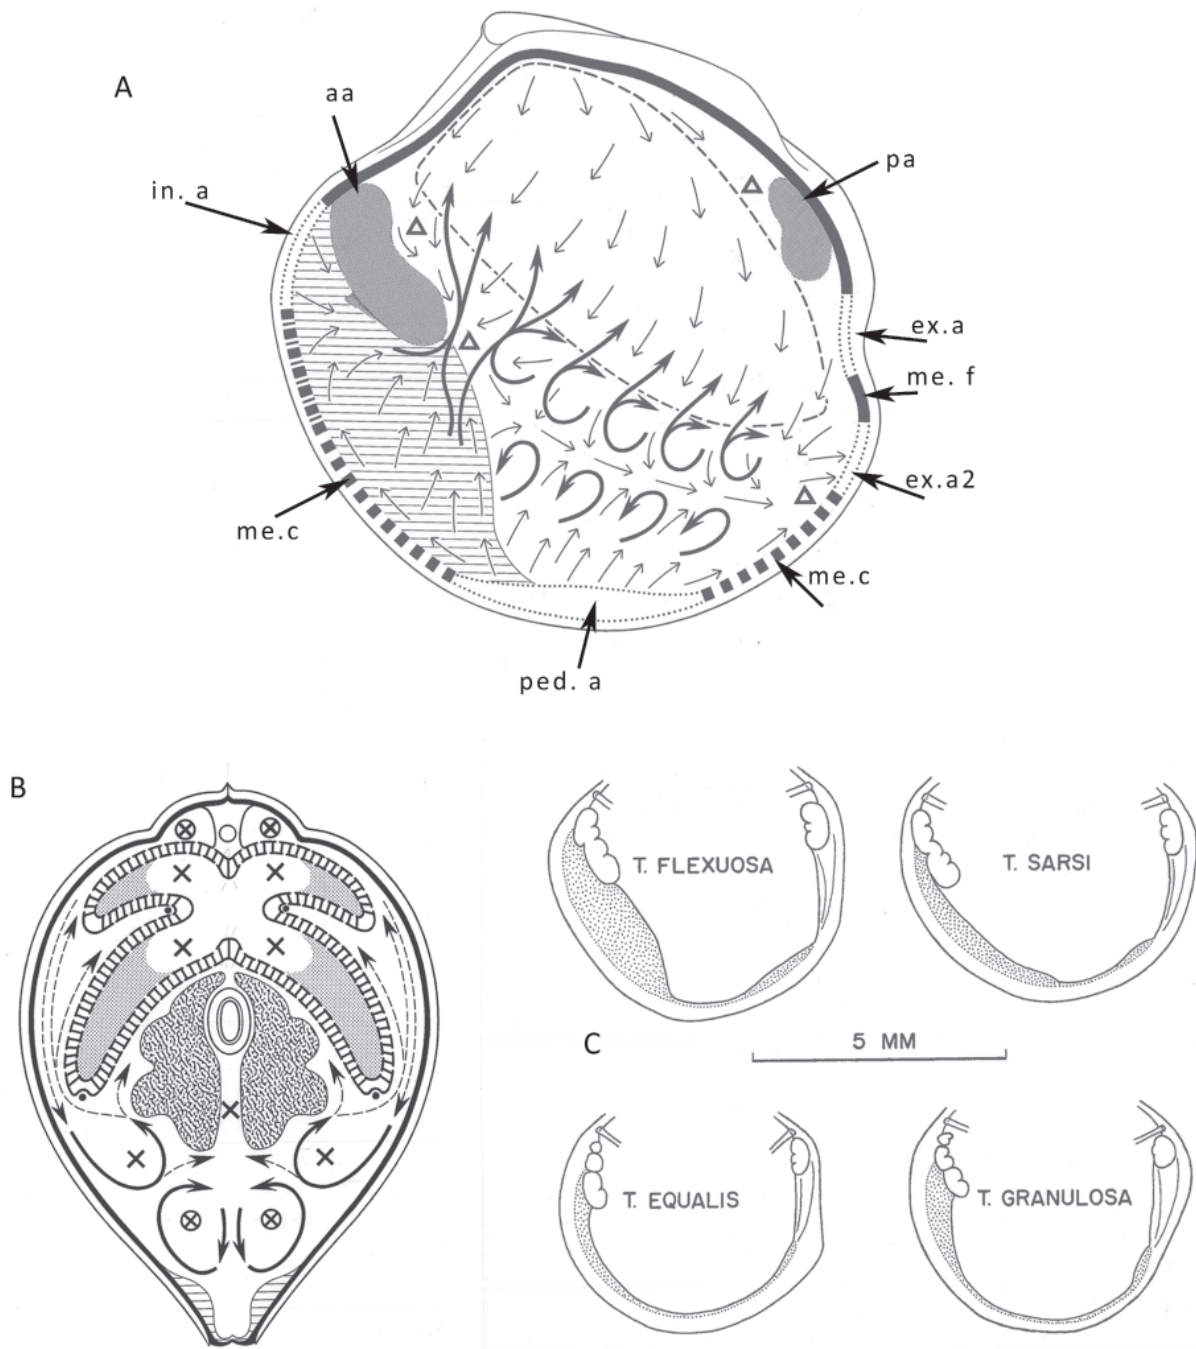 A
aa
pa
in. a
ex.a
me. f
ex.a2
me.c
me.c
ped. a
B
T. FLEXUOSA
T. SARSI
C
5 MM
T. EQUALIS
T. GRANULOSA